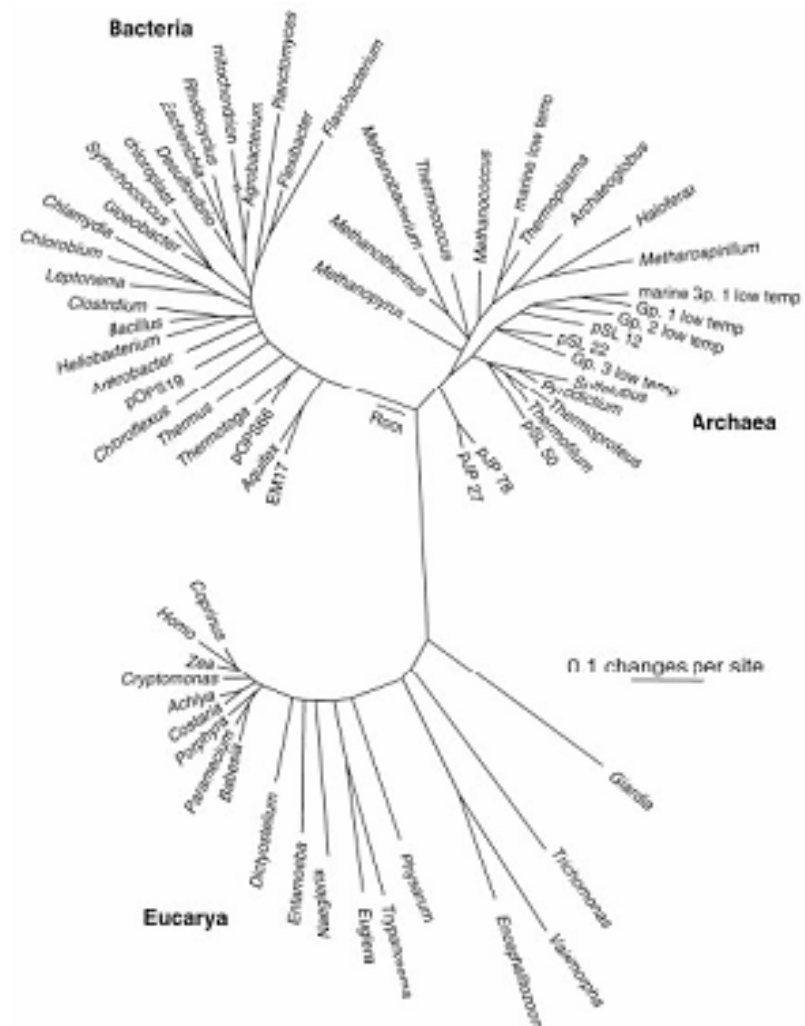 Bacteria
mitochondrion
Rhodocyclus
Escherichia
Desulfovibrio
chloroplast
Synechococcus
Gloeobacter
Chlamydia
Chlorobium
Leptonema
Clostridium
Bacillus
Heliobacterium
Arthrobacter
pOPS19
Chloroflexus
Thermus
Thermotoga
pOPS66
Aquifex
EM17
Agrobacterium
Planctomyces
Flexibacter
Flavobacterium
Root
Methanobacterium
Thermococcus
Methanothermus
Methanopyrus
Methanococcus
marine low temp
Thermoplasma
Archaeoglobus
Haloferax
Methanospirillum
marine Gp. 1 low temp
Gp. 1 low temp
Gp. 2 low temp
pSL 12
pSL 22
Gp. 3 low temp
Sulfolobus
Pyrodictium
Thermoproteus
Thermofilum
pSL 50
pJP 78
pJP 27
Archaea
Coprinus
Homo
Zea
Cryptomonas
Achlya
Costaria
Porphyra
Paramecium
Babesia
Dictyostelium
Entamoeba
Naegleria
Euglena
Trypanosoma
Physarum
Encephalitozoon
Vairimorpha
Trichomonas
Giardia
0.1 changes per site
Eucarya